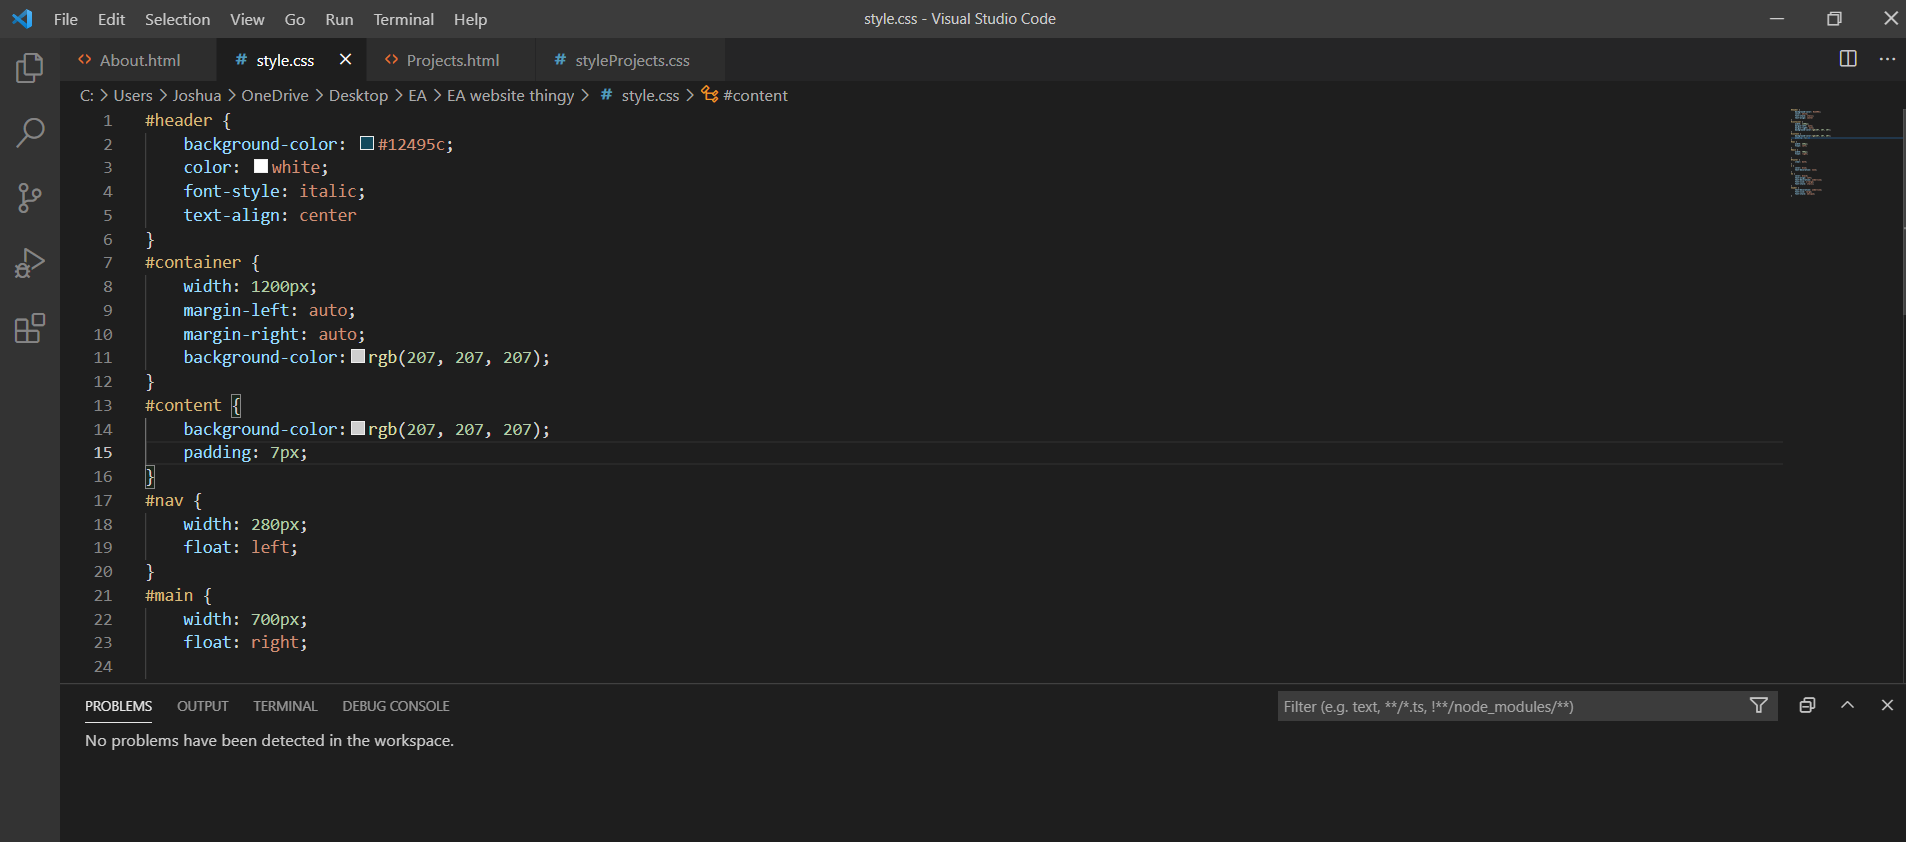 File Edit Selection View Go Run Terminal Help style.css - Visual Studio Code
About.html style.css Projects.html styleProjects.css
C: > Users > Joshua > OneDrive > Desktop > EA > EA website thingy > # style.css > #content
1 #header {
2 background-color: #12495c;
3 color: white;
4 font-style: italic;
5 text-align: center
6 }
7 #container {
8 width: 1200px;
9 margin-left: auto;
10 margin-right: auto;
11 background-color: rgb(207, 207, 207);
12 }
13 #content {
14 background-color: rgb(207, 207, 207);
15 padding: 7px;
16 }
17 #nav {
18 width: 280px;
19 float: left;
20 }
21 #main {
22 width: 700px;
23 float: right;
24
PROBLEMS OUTPUT TERMINAL DEBUG CONSOLE Filter (e.g. text, **/*.ts, !**/node_modules/**)
No problems have been detected in the workspace.